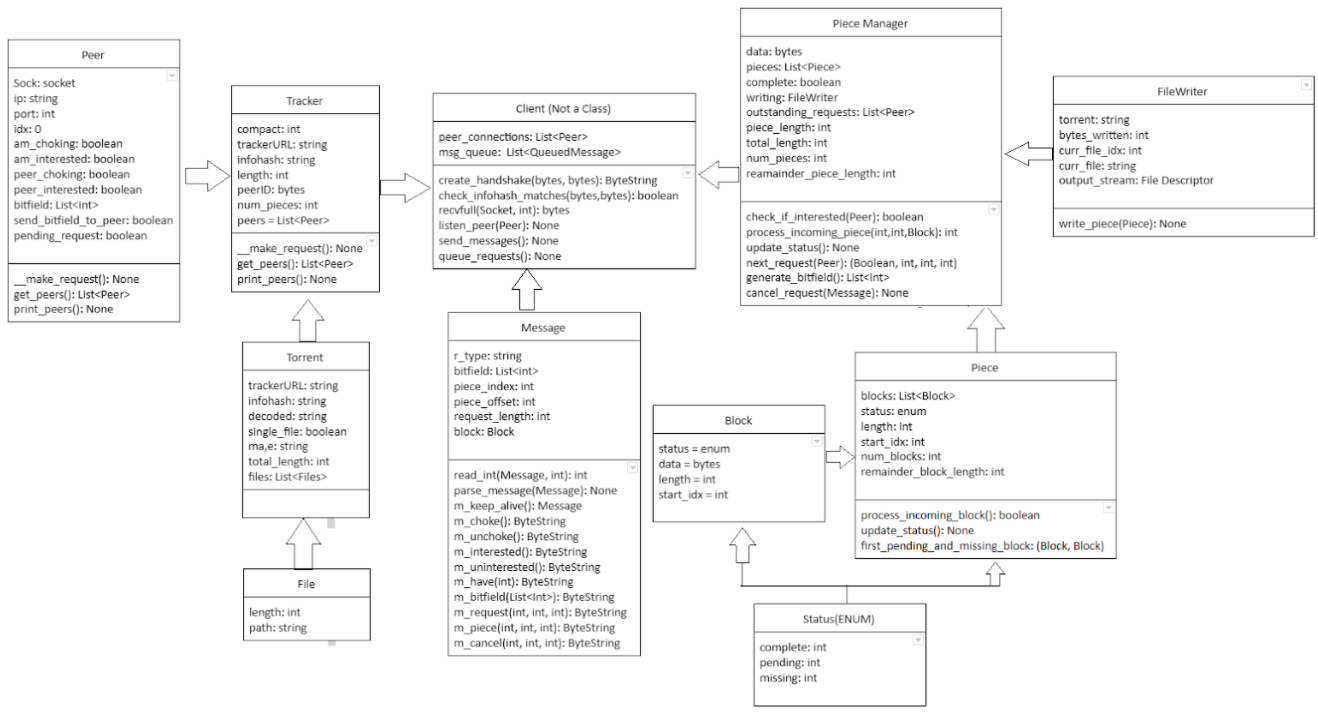 Peer
Sock: socket
ip: string
port: int
idx: 0
am_choking: boolean
am_interested: boolean
peer_choking: boolean
peer_interested: boolean
bitfield: List<int>
send_bitfield_to_peer: boolean
pending_request: boolean
__make_request(): None
get_peers(): List<Peer>
print_peers(): None
Tracker
compact: int
trackerURL: string
infohash: string
length: int
peerID: bytes
num_pieces: int
peers = List<Peer>
__make_request(): None
get_peers(): List<Peer>
print_peers(): None
Torrent
trackerURL: string
infohash: string
decoded: string
single_file: boolean
ma,e: string
total_length: int
files: List<Files>
File
length: int
path: string
Client (Not a Class)
peer_connections: List<Peer>
msg_queue: List<QueuedMessage>
create_handshake(bytes, bytes): ByteString
check_infohash_matches(bytes,bytes): boolean
recvfull(Socket, int): bytes
listen_peer(Peer): None
send_messages(): None
queue_requests(): None
Message
r_type: string
bitfield: List<int>
piece_index: int
piece_offset: int
request_length: int
block: Block
read_int(Message, int): int
parse_message(Message): None
m_keep_alive(): Message
m_choke(): ByteString
m_unchoke(): ByteString
m_interested(): ByteString
m_uninterested(): ByteString
m_have(int): ByteString
m_bitfield(List<Int>): ByteString
m_request(int, int, int): ByteString
m_piece(int, int, int): ByteString
m_cancel(int, int, int): ByteString
Piece Manager
data: bytes
pieces: List<Piece>
complete: boolean
writing: FileWriter
outstanding_requests: List<Peer>
piece_length: int
total_length: int
num_pieces: int
reamainder_piece_length: int
check_if_interested(Peer): boolean
process_incoming_piece(int,int,Block): int
update_status(): None
next_request(Peer): (Boolean, int, int, int)
generate_bitfield(): List<Int>
cancel_request(Message): None
FileWriter
torrent: string
bytes_written: int
curr_file_idx: int
curr_file: string
output_stream: File Descriptor
write_piece(Piece): None
Block
status = enum
data = bytes
length = int
start_idx = int
Piece
blocks: List<Block>
status: enum
length: int
start_idx: int
num_blocks: int
remainder_block_length: int
process_incoming_block(): boolean
update_status(): None
first_pending_and_missing_block: (Block, Block)
Status(ENUM)
complete: int
pending: int
missing: int